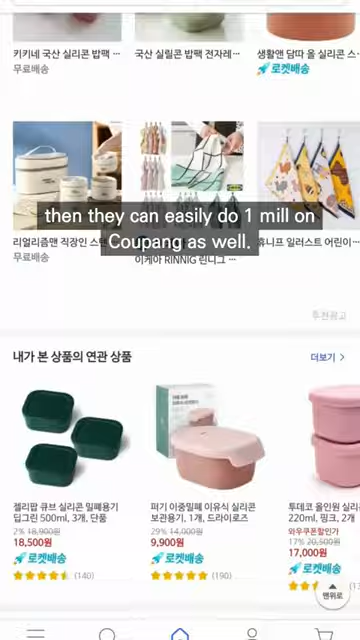 키키네 국산 실리콘 밥팩 …
국산 실릴콘 밥팩 전자레…
생활앤 담따 올 실리콘 스…
무료배송
로켓배송
then they can easily do 1 mill on
Coupang as well.
리얼리즘맨 직장인 스텐
휴니프 일러스트 어린이…
무료배송
이케아 RINNIG 린니그 …
추천광고
내가 본 상품의 연관 상품
더보기
젤리팝 큐브 실리콘 밀폐용기
딥그린 500ml, 3개, 단품
2% 18,900원
18,500원
로켓배송
(140)
퍼기 이중밀폐 이유식 실리콘
보관용기, 1개, 드라이로즈
29% 14,000원
9,900원
로켓배송
(190)
투데코 올인원 실리콘
220ml, 핑크, 2개
와우쿠폰할인가
17% 20,500원
17,000원
로켓배송
맨위로